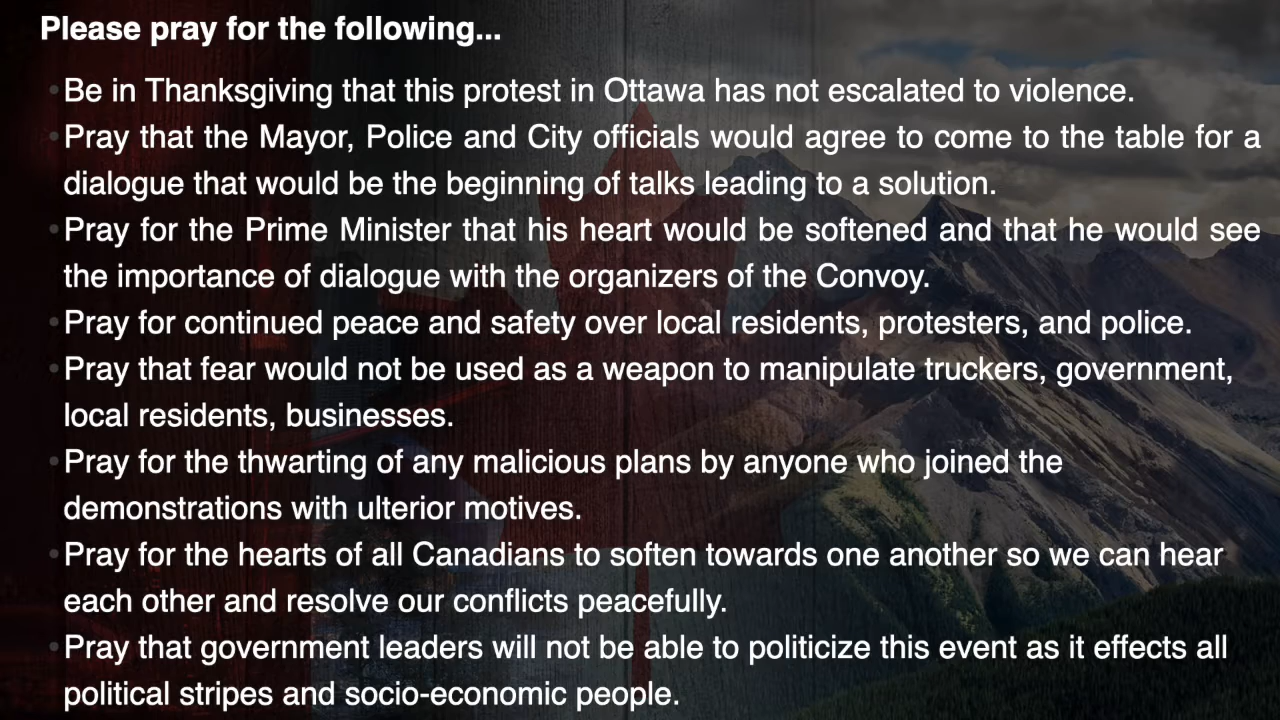 Please pray for the following...
•Be in Thanksgiving that this protest in Ottawa has not escalated to violence.
•Pray that the Mayor, Police and City officials would agree to come to the table for a
dialogue that would be the beginning of talks leading to a solution.
•Pray for the Prime Minister that his heart would be softened and that he would see
the importance of dialogue with the organizers of the Convoy.
•Pray for continued peace and safety over local residents, protesters, and police.
•Pray that fear would not be used as a weapon to manipulate truckers, government,
local residents, businesses.
•Pray for the thwarting of any malicious plans by anyone who joined the
demonstrations with ulterior motives.
•Pray for the hearts of all Canadians to soften towards one another so we can hear
each other and resolve our conflicts peacefully.
•Pray that government leaders will not be able to politicize this event as it effects all
political stripes and socio-economic people.